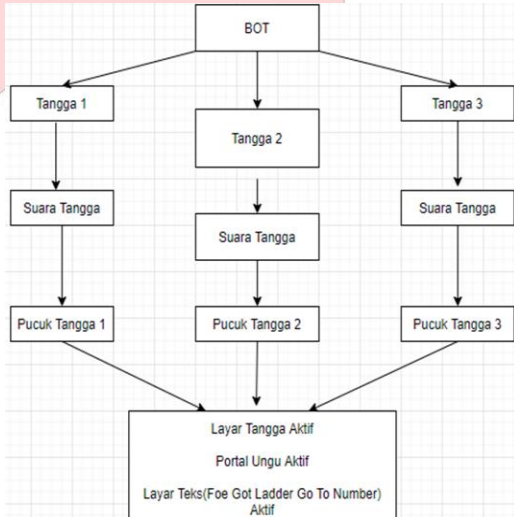 BOT
Tangga 1
Tangga 2
Tangga 3
Suara Tangga
Suara Tangga
Suara Tangga
Pucuk Tangga 1
Pucuk Tangga 2
Pucuk Tangga 3
Layar Tangga Aktif
Portal Ungu Aktif
Layar Teks(Foe Got Ladder Go To Number)
Aktif